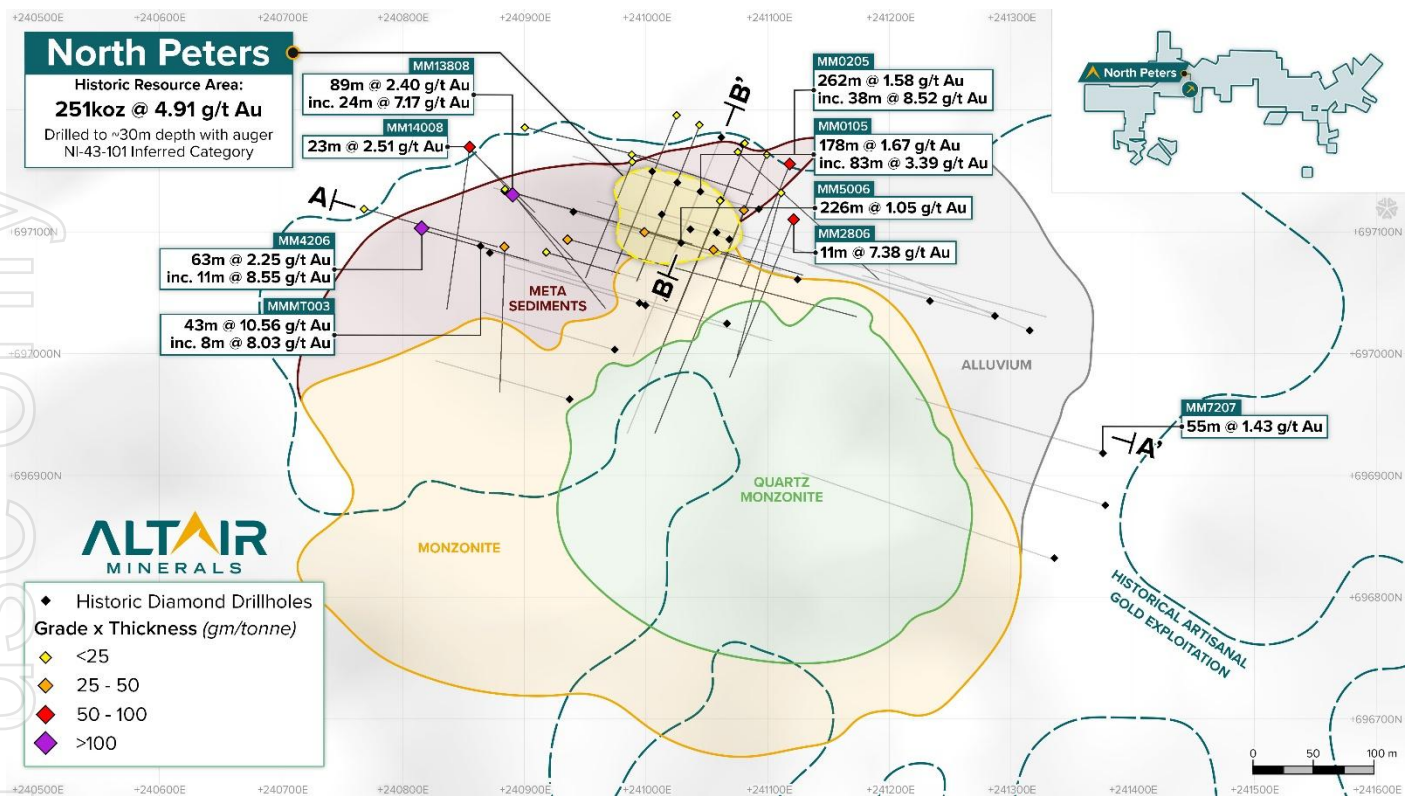 +240500E
+240600E
+240700E
+240800E
+240900E
+241000E
+241100E
+241200E
+241300E
North Peters
Historic Resource Area:
251koz @ 4.91 g/t Au
Drilled to ~30m depth with auger
NI-43-101 Inferred Category
MM13808
89m @ 2.40 g/t Au
inc. 24m @ 7.17 g/t Au
MM14008
23m @ 2.51 g/t Au
B'
MM0205
262m @ 1.58 g/t Au
inc. 38m @ 8.52 g/t Au
MM0105
178m @ 1.67 g/t Au
inc. 83m @ 3.39 g/t Au
MM5006
226m @ 1.05 g/t Au
MM2806
11m @ 7.38 g/t Au
North Peters
A
+697100N
+697100N
MM4206
63m @ 2.25 g/t Au
inc. 11m @ 8.55 g/t Au
MMMT003
43m @ 10.56 g/t Au
inc. 8m @ 8.03 g/t Au
B
META
SEDIMENTS
+697000N
+697000N
ALLUVIUM
MM7207
55m @ 1.43 g/t Au
A'
+696900N
+696900N
QUARTZ
MONZONITE
MONZONITE
ALTAIR
MINERALS
HISTORICAL ARTISANAL
GOLD EXPLOITATION
+696800N
Historic Diamond Drillholes
Grade x Thickness (gm/tonne)
<25
25 - 50
50 - 100
>100
+696700N
0 50 100 m
+240500E
+240600E
+240700E
+240800E
+240900E
+241000E
+241100E
+241200E
+241300E
+241400E
+241500E
+241600E